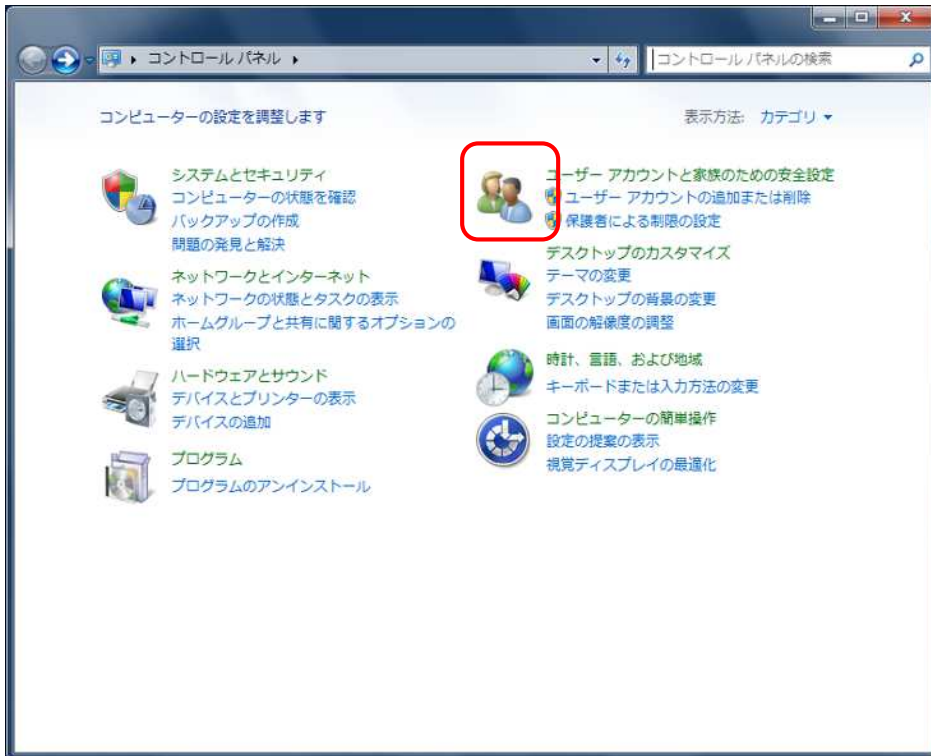 コントロール パネル
コントロール パネルの検索
コンピューターの設定を調整します
表示方法: カテゴリ
システムとセキュリティ
コンピューターの状態を確認
バックアップの作成
問題の発見と解決
ネットワークとインターネット
ネットワークの状態とタスクの表示
ホームグループと共有に関するオプションの
選択
ハードウェアとサウンド
デバイスとプリンターの表示
デバイスの追加
プログラム
プログラムのアンインストール
ユーザー アカウントと家族のための安全設定
ユーザー アカウントの追加または削除
保護者による制限の設定
デスクトップのカスタマイズ
テーマの変更
デスクトップの背景の変更
画面の解像度の調整
時計、言語、および地域
キーボードまたは入力方法の変更
コンピューターの簡単操作
設定の提案の表示
視覚ディスプレイの最適化